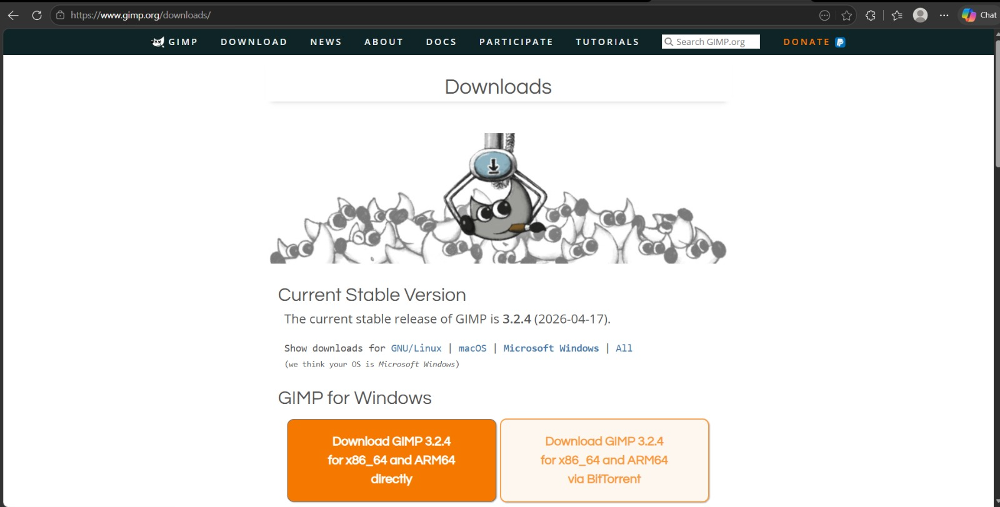 https://www.gimp.org/downloads/
Chat
GIMP DOWNLOAD NEWS ABOUT DOCS PARTICIPATE TUTORIALS Search GIMP.org DONATE
Downloads
Current Stable Version
The current stable release of GIMP is 3.2.4 (2026-04-17).
Show downloads for GNU/Linux | macOS | Microsoft Windows | All
(we think your OS is Microsoft Windows)
GIMP for Windows
Download GIMP 3.2.4
for x86_64 and ARM64
directly
Download GIMP 3.2.4
for x86_64 and ARM64
via BitTorrent